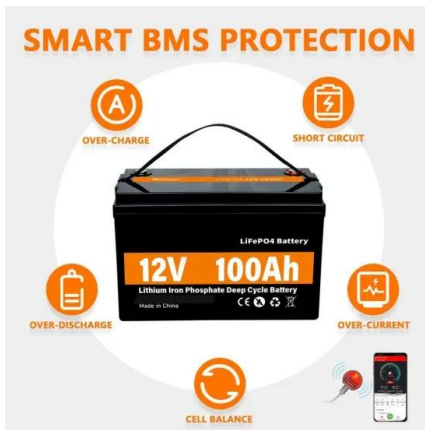 SMART BMS PROTECTION
A
OVER-CHARGE
SHORT CIRCUIT
LiFePO4 Battery
12V 100Ah
Lithium Iron Phosphate Deep Cycle Battery
Made in China
CE
OVER-DISCHARGE
OVER-CURRENT
CELL BALANCE